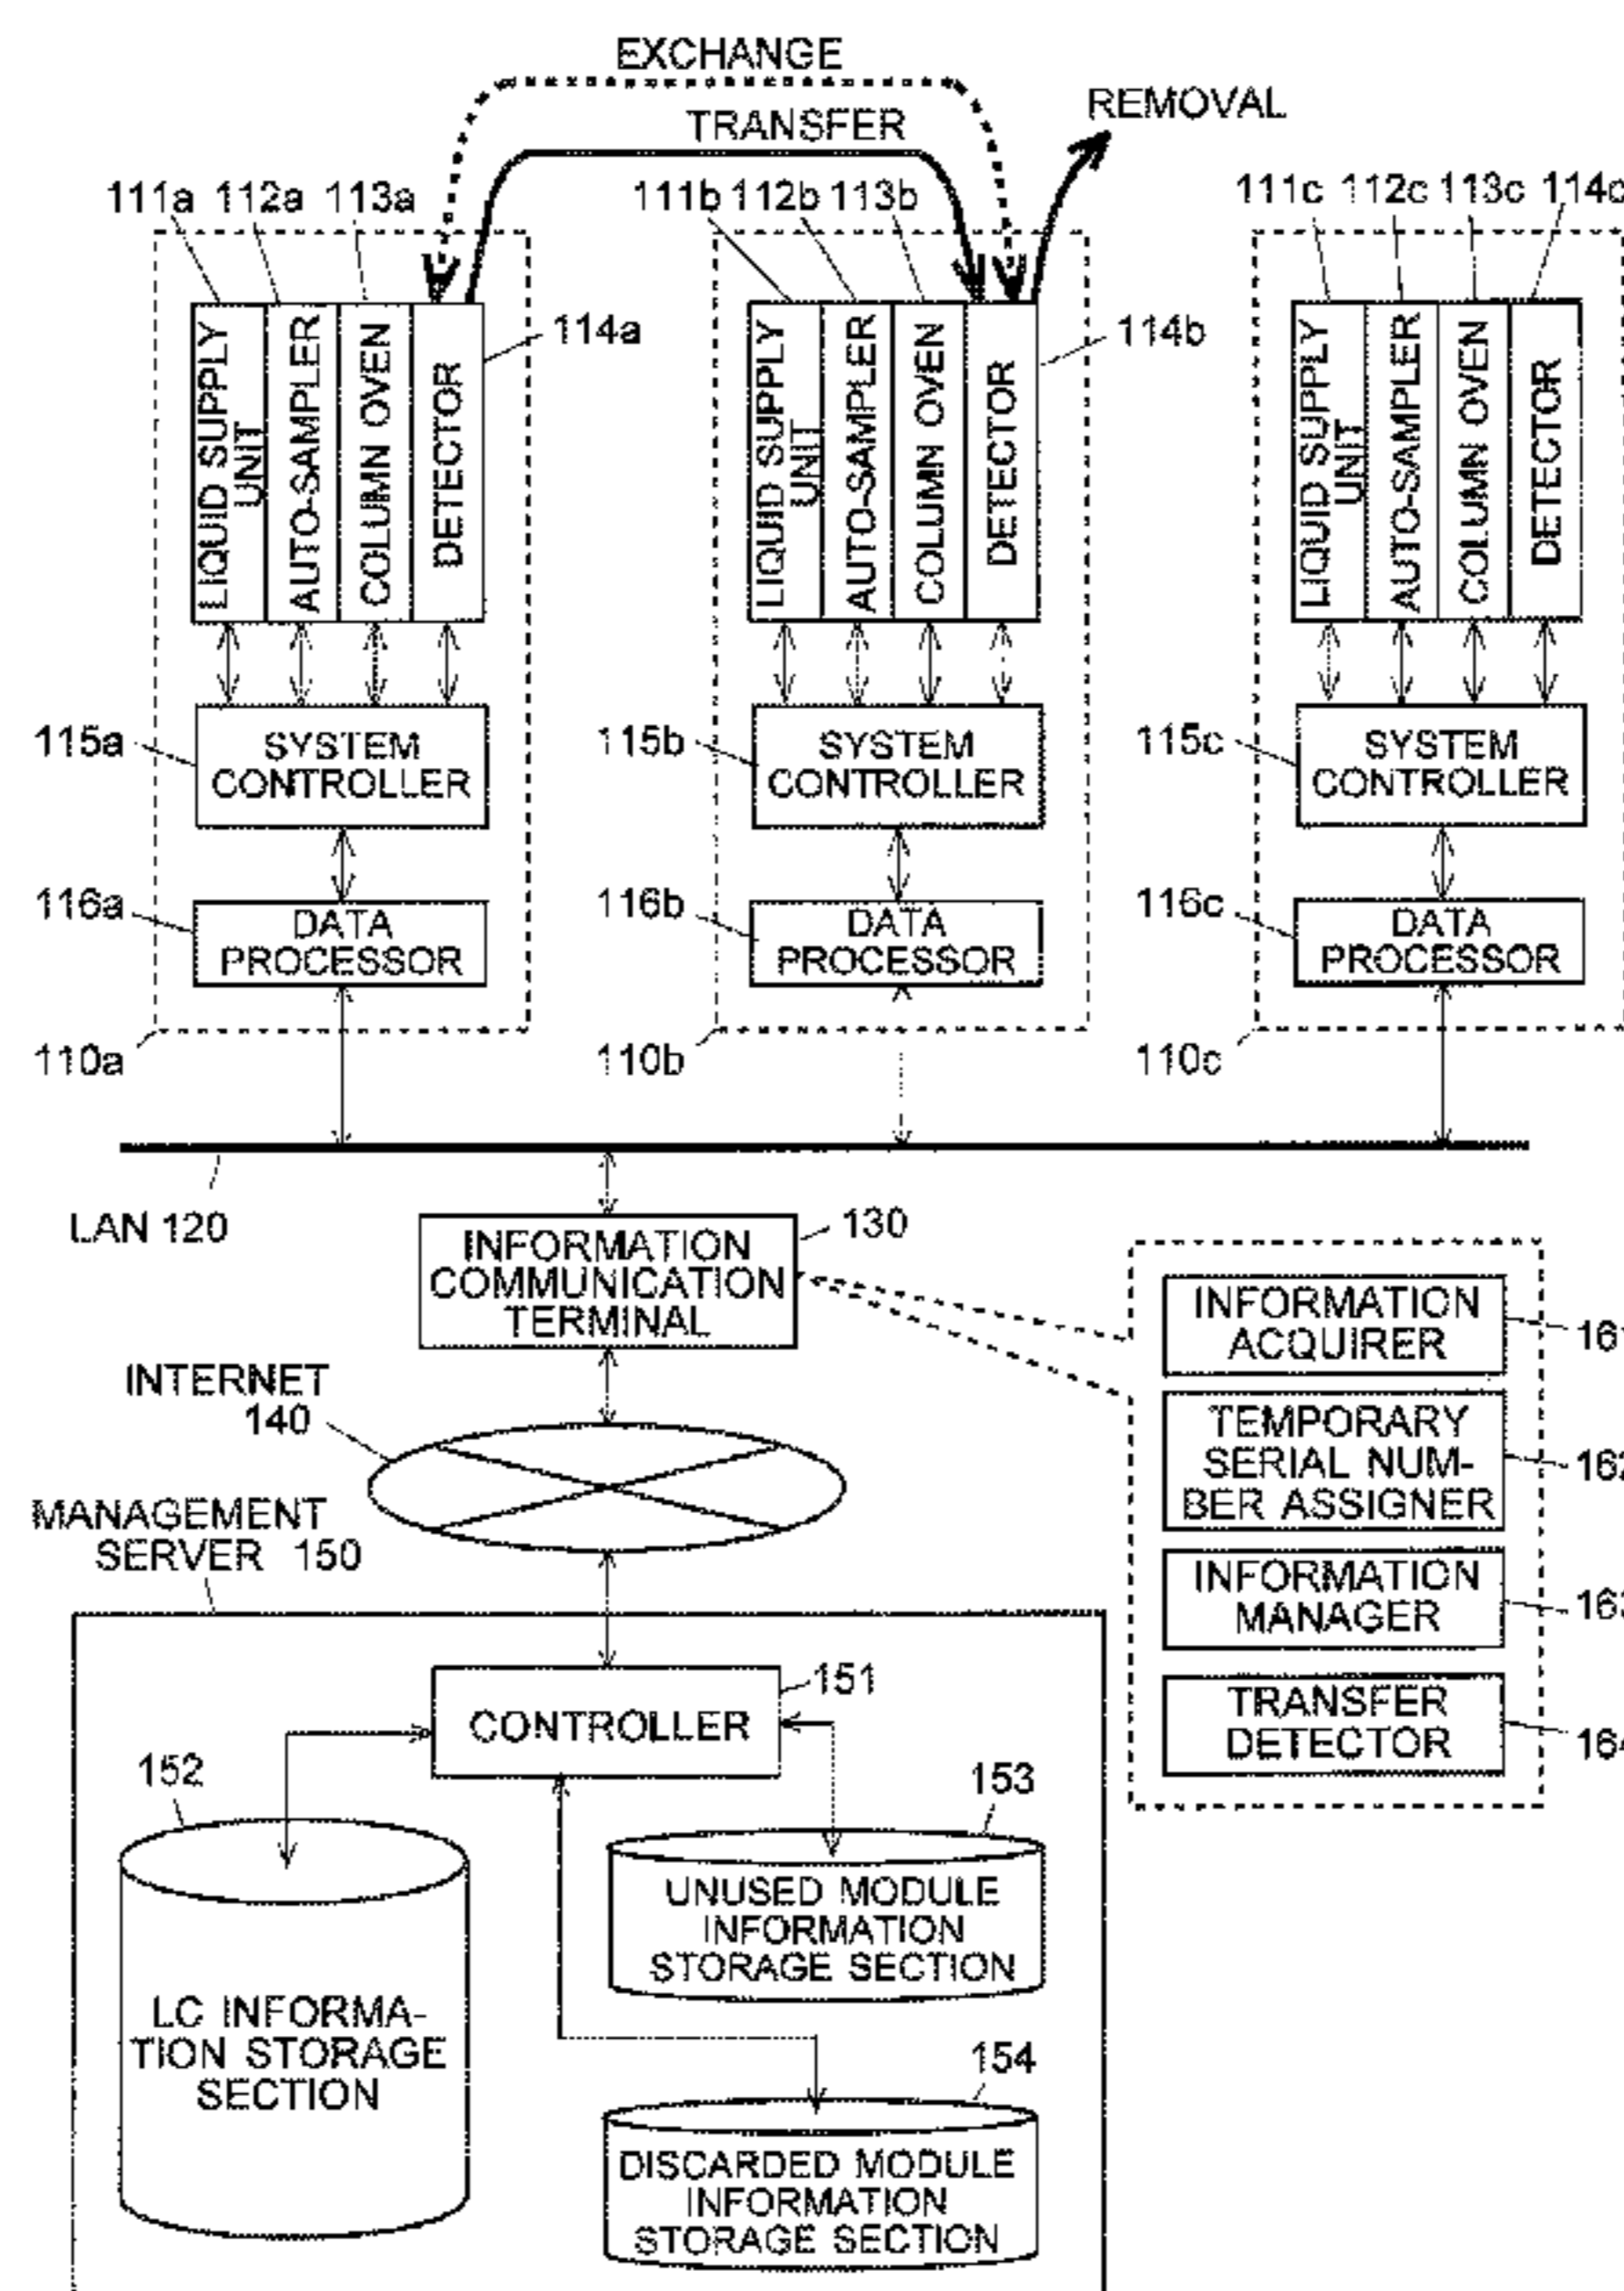 EXCHANGE
TRANSFER
REMOVAL
111a 112a 113a
111b 112b 113b
111c 112c 113c 114c
LIQUID SUPPLY
UNIT
AUTO-SAMPLER
COLUMN OVEN
DETECTOR
114a
LIQUID SUPPLY
UNIT
AUTO-SAMPLER
COLUMN OVEN
DETECTOR
114b
LIQUID SUPPLY
UNIT
AUTO-SAMPLER
COLUMN OVEN
DETECTOR
115a
SYSTEM
CONTROLLER
115b
SYSTEM
CONTROLLER
115c
SYSTEM
CONTROLLER
116a
DATA
PROCESSOR
116b
DATA
PROCESSOR
116c
DATA
PROCESSOR
110a
110b
110c
LAN 120
INFORMATION
COMMUNICATION
TERMINAL
130
INTERNET
140
INFORMATION
ACQUIRER
161
TEMPORARY
SERIAL NUM-
BER ASSIGNER
162
INFORMATION
MANAGER
163
TRANSFER
DETECTOR
164
MANAGEMENT
SERVER 150
CONTROLLER
151
152
LC INFORMA-
TION STORAGE
SECTION
153
UNUSED MODULE
INFORMATION
STORAGE SECTION
154
DISCARDED MODULE
INFORMATION
STORAGE SECTION